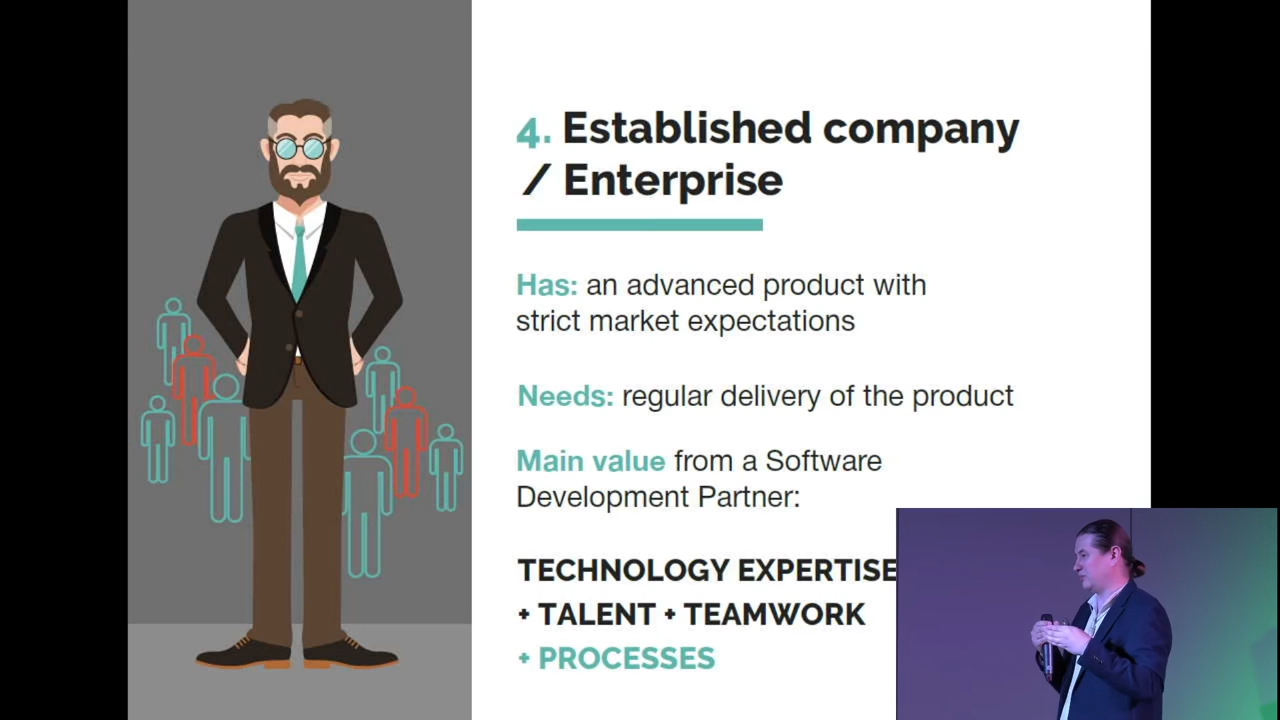 4. Established company
/ Enterprise
Has: an advanced product with
strict market expectations
Needs: regular delivery of the product
Main value from a Software
Development Partner:
TECHNOLOGY EXPERTISE
+ TALENT + TEAMWORK
+ PROCESSES